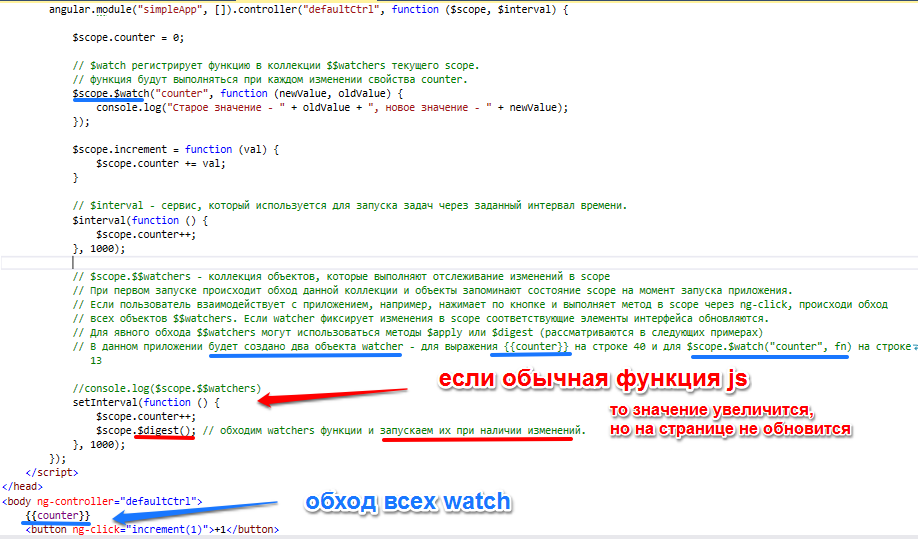 angular.module("simpleApp", []).controller("defaultCtrl", function ($scope, $interval) {
$scope.counter = 0;
// $watch регистрирует функцию в коллекции $$watchers текущего scope.
// функция будут выполняться при каждом изменении свойства counter.
$scope.$watch("counter", function (newValue, oldValue) {
console.log("Старое значение - " + oldValue + ", новое значение - " + newValue);
});
$scope.increment = function (val) {
$scope.counter += val;
}
// $interval - сервис, который используется для запуска задач через заданный интервал времени.
$interval(function () {
$scope.counter++;
}, 1000);
// $scope.$$watchers - коллекция объектов, которые выполняют отслеживание изменений в scope
// При первом запуске происходит обход данной коллекции и объекты запоминают состояние scope на момент запуска приложения.
// Если пользователь взаимодействует с приложением, например, нажимает по кнопке и выполняет метод в scope через ng-click, происходи обход
// всех объектов $$watchers. Если watcher фиксирует изменения в scope соответствующие элементы интерфейса обновляются.
// Для явного обхода $$watchers могут использоваться методы $apply или $digest (рассматриваются в следующих примерах)
// В данном приложении будет создано два объекта watcher - для выражения {{counter}} на строке 40 и для $scope.$watch("counter", fn) на строке
13
//console.log($scope.$$watchers)
если обычная функция js
setInterval(function () {
$scope.counter++;
то значение увеличится,
$scope.$digest(); // обходим watchers функции и запускаем их при наличии изменений.
но на странице не обновится
}, 1000);
});
</script>
</head>
<body ng-controller="defaultCtrl">
обход всех watch
{{counter}}
<button ng-click="increment(1)">+1</button>